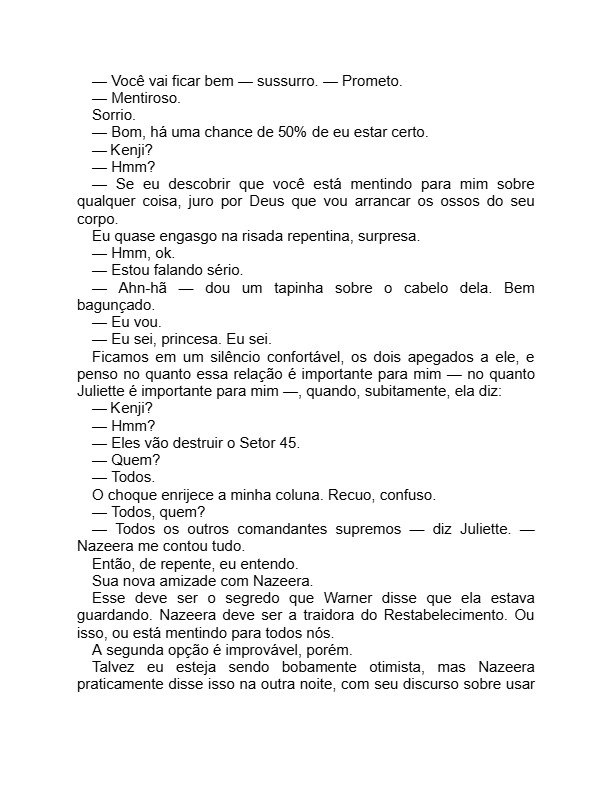 — Você vai ficar bem — sussurro. — Prometo.
— Mentiroso.
Sorrio.
— Bom, há uma chance de 50% de eu estar certo.
— Kenji?
— Hmm?
— Se eu descobrir que você está mentindo para mim sobre
qualquer coisa, juro por Deus que vou arrancar os ossos do seu
corpo.
Eu quase engasgo na risada repentina, surpresa.
— Hmm, ok.
— Estou falando sério.
— Ahn-hã — dou um tapinha sobre o cabelo dela. Bem
bagunçado.
— Eu vou.
— Eu sei, princesa. Eu sei.
Ficamos em um silêncio confortável, os dois apegados a ele, e
penso no quanto essa relação é importante para mim — no quanto
Juliette é importante para mim —, quando, subitamente, ela diz:
— Kenji?
— Hmm?
— Eles vão destruir o Setor 45.
— Quem?
— Todos.
O choque enrijece a minha coluna. Recuo, confuso.
— Todos, quem?
— Todos os outros comandantes supremos — diz Juliette. —
Nazeera me contou tudo.
Então, de repente, eu entendo.
Sua nova amizade com Nazeera.
Esse deve ser o segredo que Warner disse que ela estava
guardando. Nazeera deve ser a traidora do Restabelecimento. Ou
isso, ou está mentindo para todos nós.
A segunda opção é improvável, porém.
Talvez eu esteja sendo bobamente otimista, mas Nazeera
praticamente disse isso na outra noite, com seu discurso sobre usar